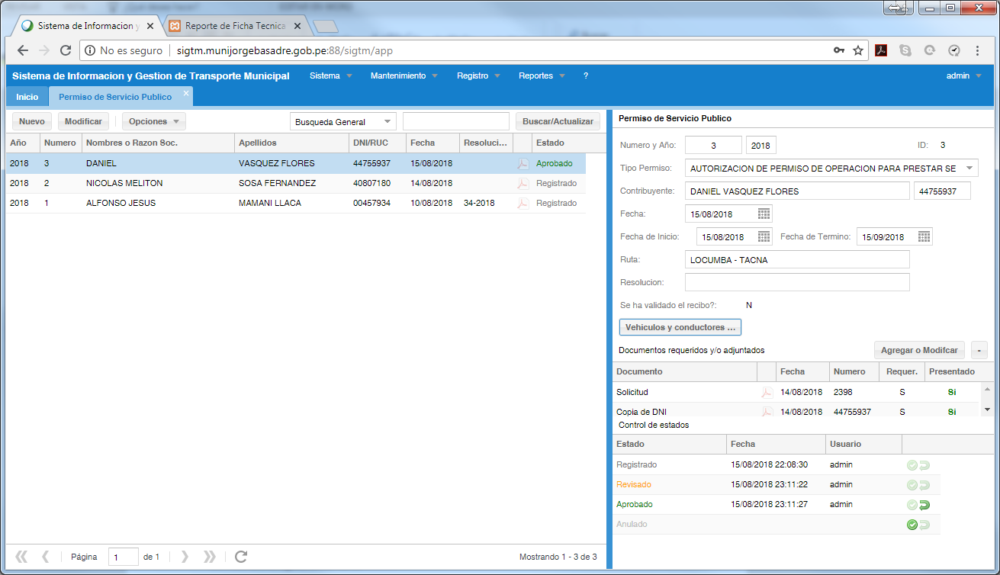 Sistema de Informacion y
Reporte de Ficha Tecnica
No es seguro
sigtm.munijorgebasadre.gob.pe:88/sigtm/app
Sistema de Informacion y Gestion de Transporte Municipal
Sistema
Mantenimiento
Registro
Reportes
?
admin
Inicio
Permiso de Servicio Publico
Nuevo
Modificar
Opciones
Busqueda General
Buscar/Actualizar
Año Numero Nombres o Razon Soc. Apellidos DNI/RUC Fecha Resoluci... Estado
2018 3 DANIEL VASQUEZ FLORES 44755937 15/08/2018 Aprobado
2018 2 NICOLAS MELITON SOSA FERNANDEZ 40807180 14/08/2018 Registrado
2018 1 ALFONSO JESUS MAMANI LLACA 00457934 10/08/2018 34-2018 Registrado
Página 1 de 1
Mostrando 1 - 3 de 3
Permiso de Servicio Publico
Numero y Año: 3 2018 ID: 3
Tipo Permiso: AUTORIZACION DE PERMISO DE OPERACION PARA PRESTAR SE
Contribuyente: DANIEL VASQUEZ FLORES 44755937
Fecha: 15/08/2018
Fecha de Inicio: 15/08/2018 Fecha de Termino: 15/09/2018
Ruta: LOCUMBA - TACNA
Resolucion:
Se ha validado el recibo?: N
Vehiculos y conductores ...
Documentos requeridos y/o adjuntados
Agregar o Modifcar
-
Documento Fecha Numero Requer. Presentado
Solicitud 14/08/2018 2398 S Si
Copia de DNI 14/08/2018 44755937 S Si
Control de estados
Estado Fecha Usuario
Registrado 15/08/2018 22:08:30 admin
Revisado 15/08/2018 23:11:22 admin
Aprobado 15/08/2018 23:11:27 admin
Anulado